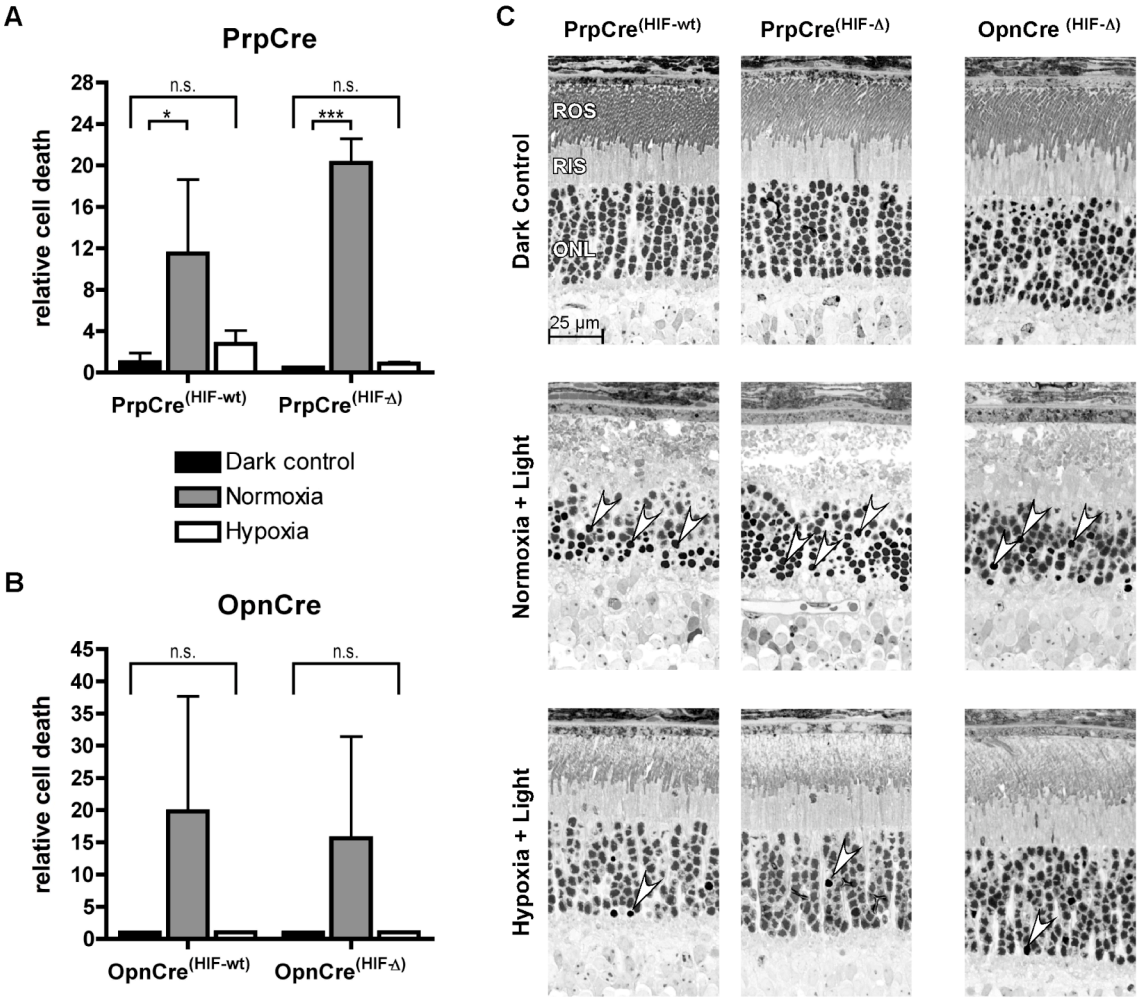 A
PrpCre
relative cell death
28
24
20
16
12
8
4
0
n.s.
*
n.s.
***
PrpCre(HIF-wt)
PrpCre(HIF-Δ)
Dark control
Normoxia
Hypoxia
B
OpnCre
relative cell death
45
40
35
30
25
20
15
10
5
0
n.s.
n.s.
OpnCre(HIF-wt)
OpnCre(HIF-Δ)
C
PrpCre(HIF-wt)
PrpCre(HIF-Δ)
OpnCre (HIF-Δ)
Dark Control
ROS
RIS
ONL
25 µm
Normoxia + Light
Hypoxia + Light